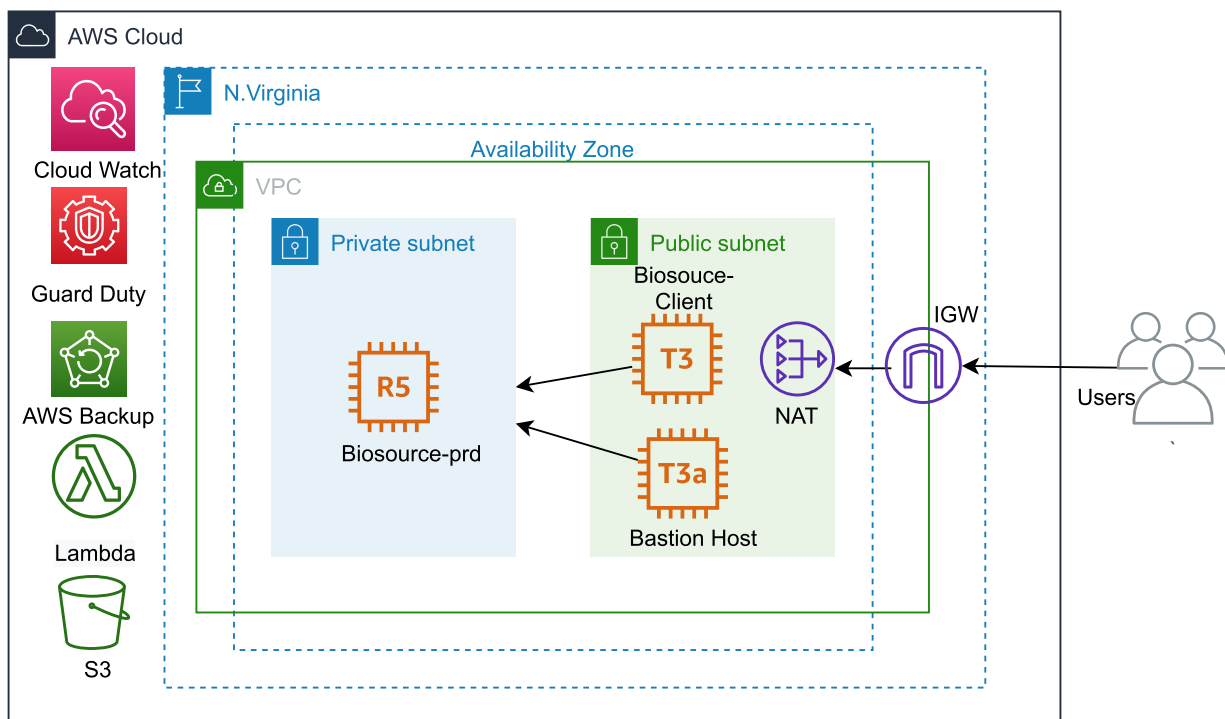 AWS Cloud
N.Virginia
Availability Zone
Cloud Watch
VPC
Private subnet
Public subnet
Biosouce-
Client
Guard Duty
IGW
T3
R5
AWS Backup
NAT
Users
`
Biosource-prd
T3a
Bastion Host
Lambda
S3